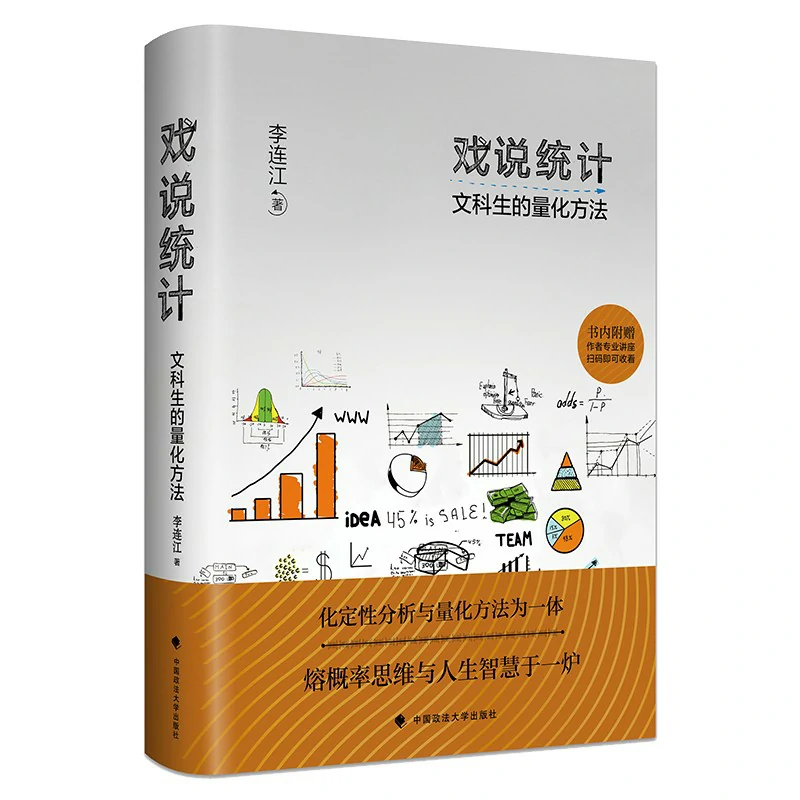 戏说统计
文科生的量化方法
李连江 著
中国政法大学出版社
李连江
著
戏说统计
文科生的量化方法
书内附赠
作者专业讲座
扫码即可收看
WWW
odds = P
1-P
iDEA 45% is SALE!
TEAM
30%
15%
45%
MATH
化定性分析与量化方法为一体
熔概率思维与人生智慧于一炉
中国政法大学出版社